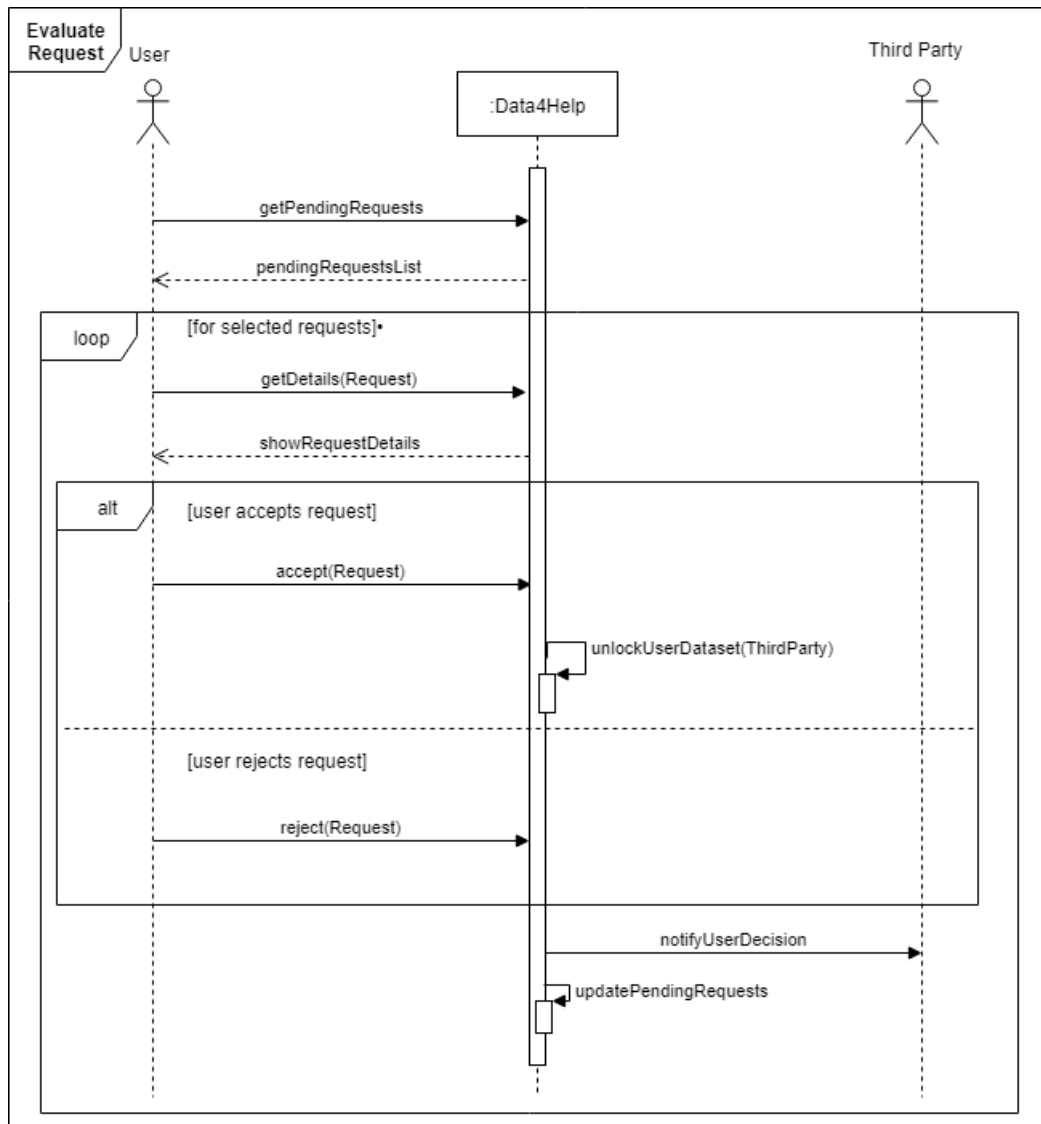 Evaluate
Request
User
Third Party
:Data4Help
getPendingRequests
pendingRequestsList
loop
[for selected requests]•
getDetails(Request)
showRequestDetails
alt
[user accepts request]
accept(Request)
unlockUserDataset(ThirdParty)
[user rejects request]
reject(Request)
notifyUserDecision
updatePendingRequests